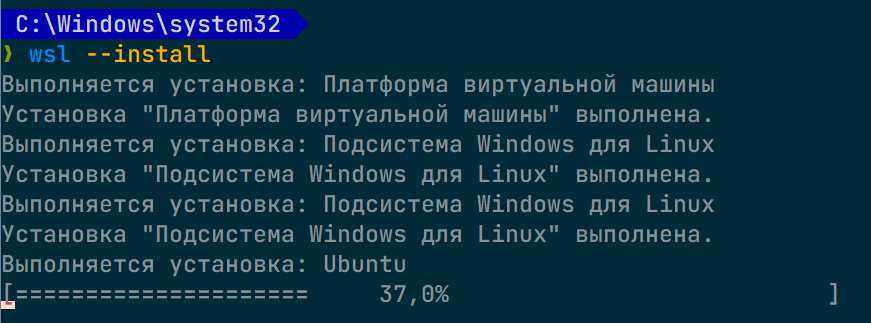 C:\Windows\system32
❯ wsl --install
Выполняется установка: Платформа виртуальной машины
Установка "Платформа виртуальной машины" выполнена.
Выполняется установка: Подсистема Windows для Linux
Установка "Подсистема Windows для Linux" выполнена.
Выполняется установка: Подсистема Windows для Linux
Установка "Подсистема Windows для Linux" выполнена.
Выполняется установка: Ubuntu
[=====================     37,0%                           ]